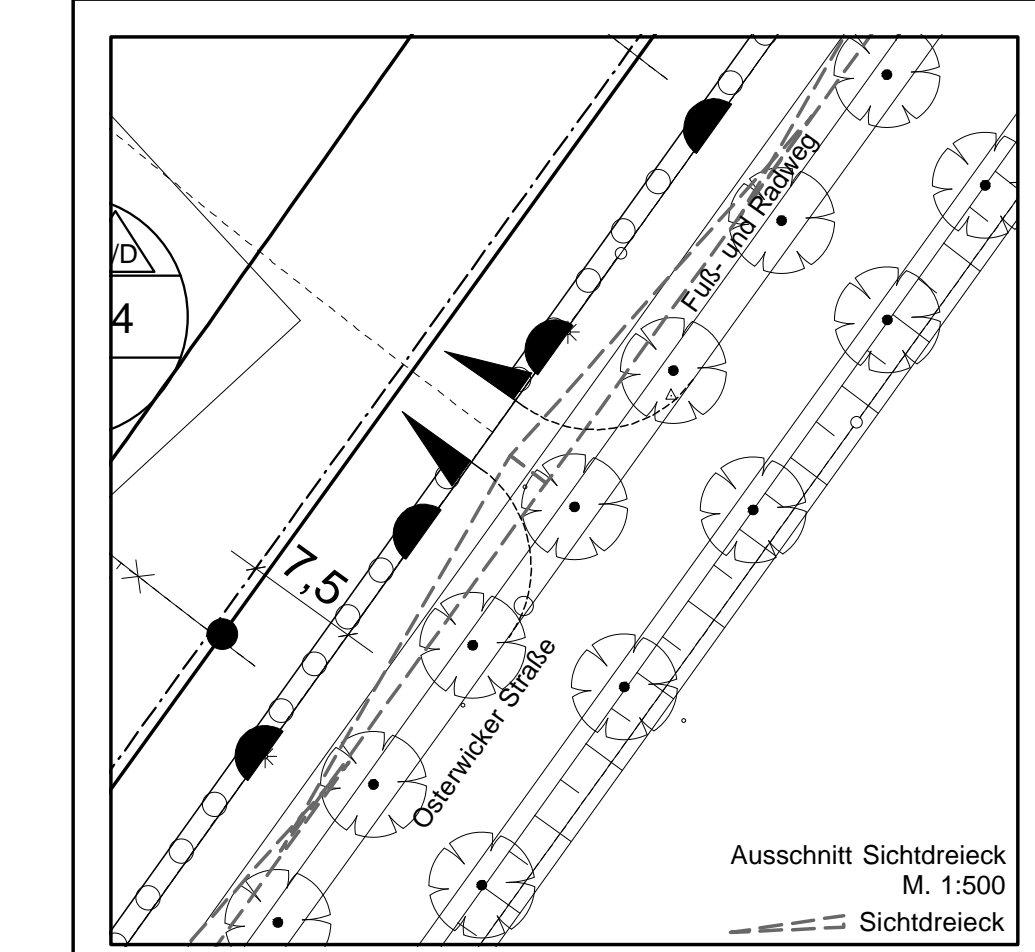 /D
4
Fuß- und Radweg
7,5
Osterwicker Straße
Ausschnitt Sichtdreieck
M. 1:500
Sichtdreieck